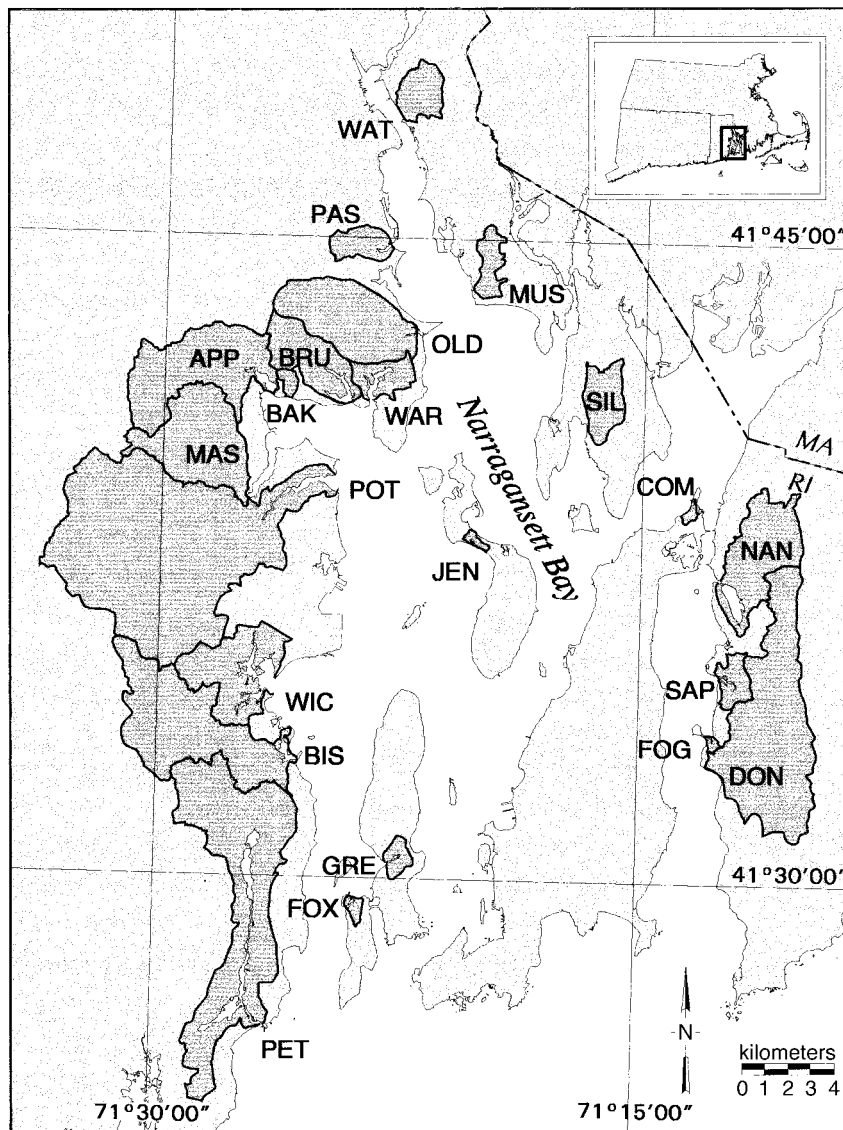 WAT
PAS
41°45'00"
MUS
OLD
APP
BRU
SIL
BAK
WAR
MAS
Narragansett Bay
MA
RI
POT
COM
NAN
JEN
SAP
WIC
FOG
BIS
DON
GRE
41°30'00"
FOX
N
PET
kilometers
0 1 2 3 4
71°30'00"
71°15'00"